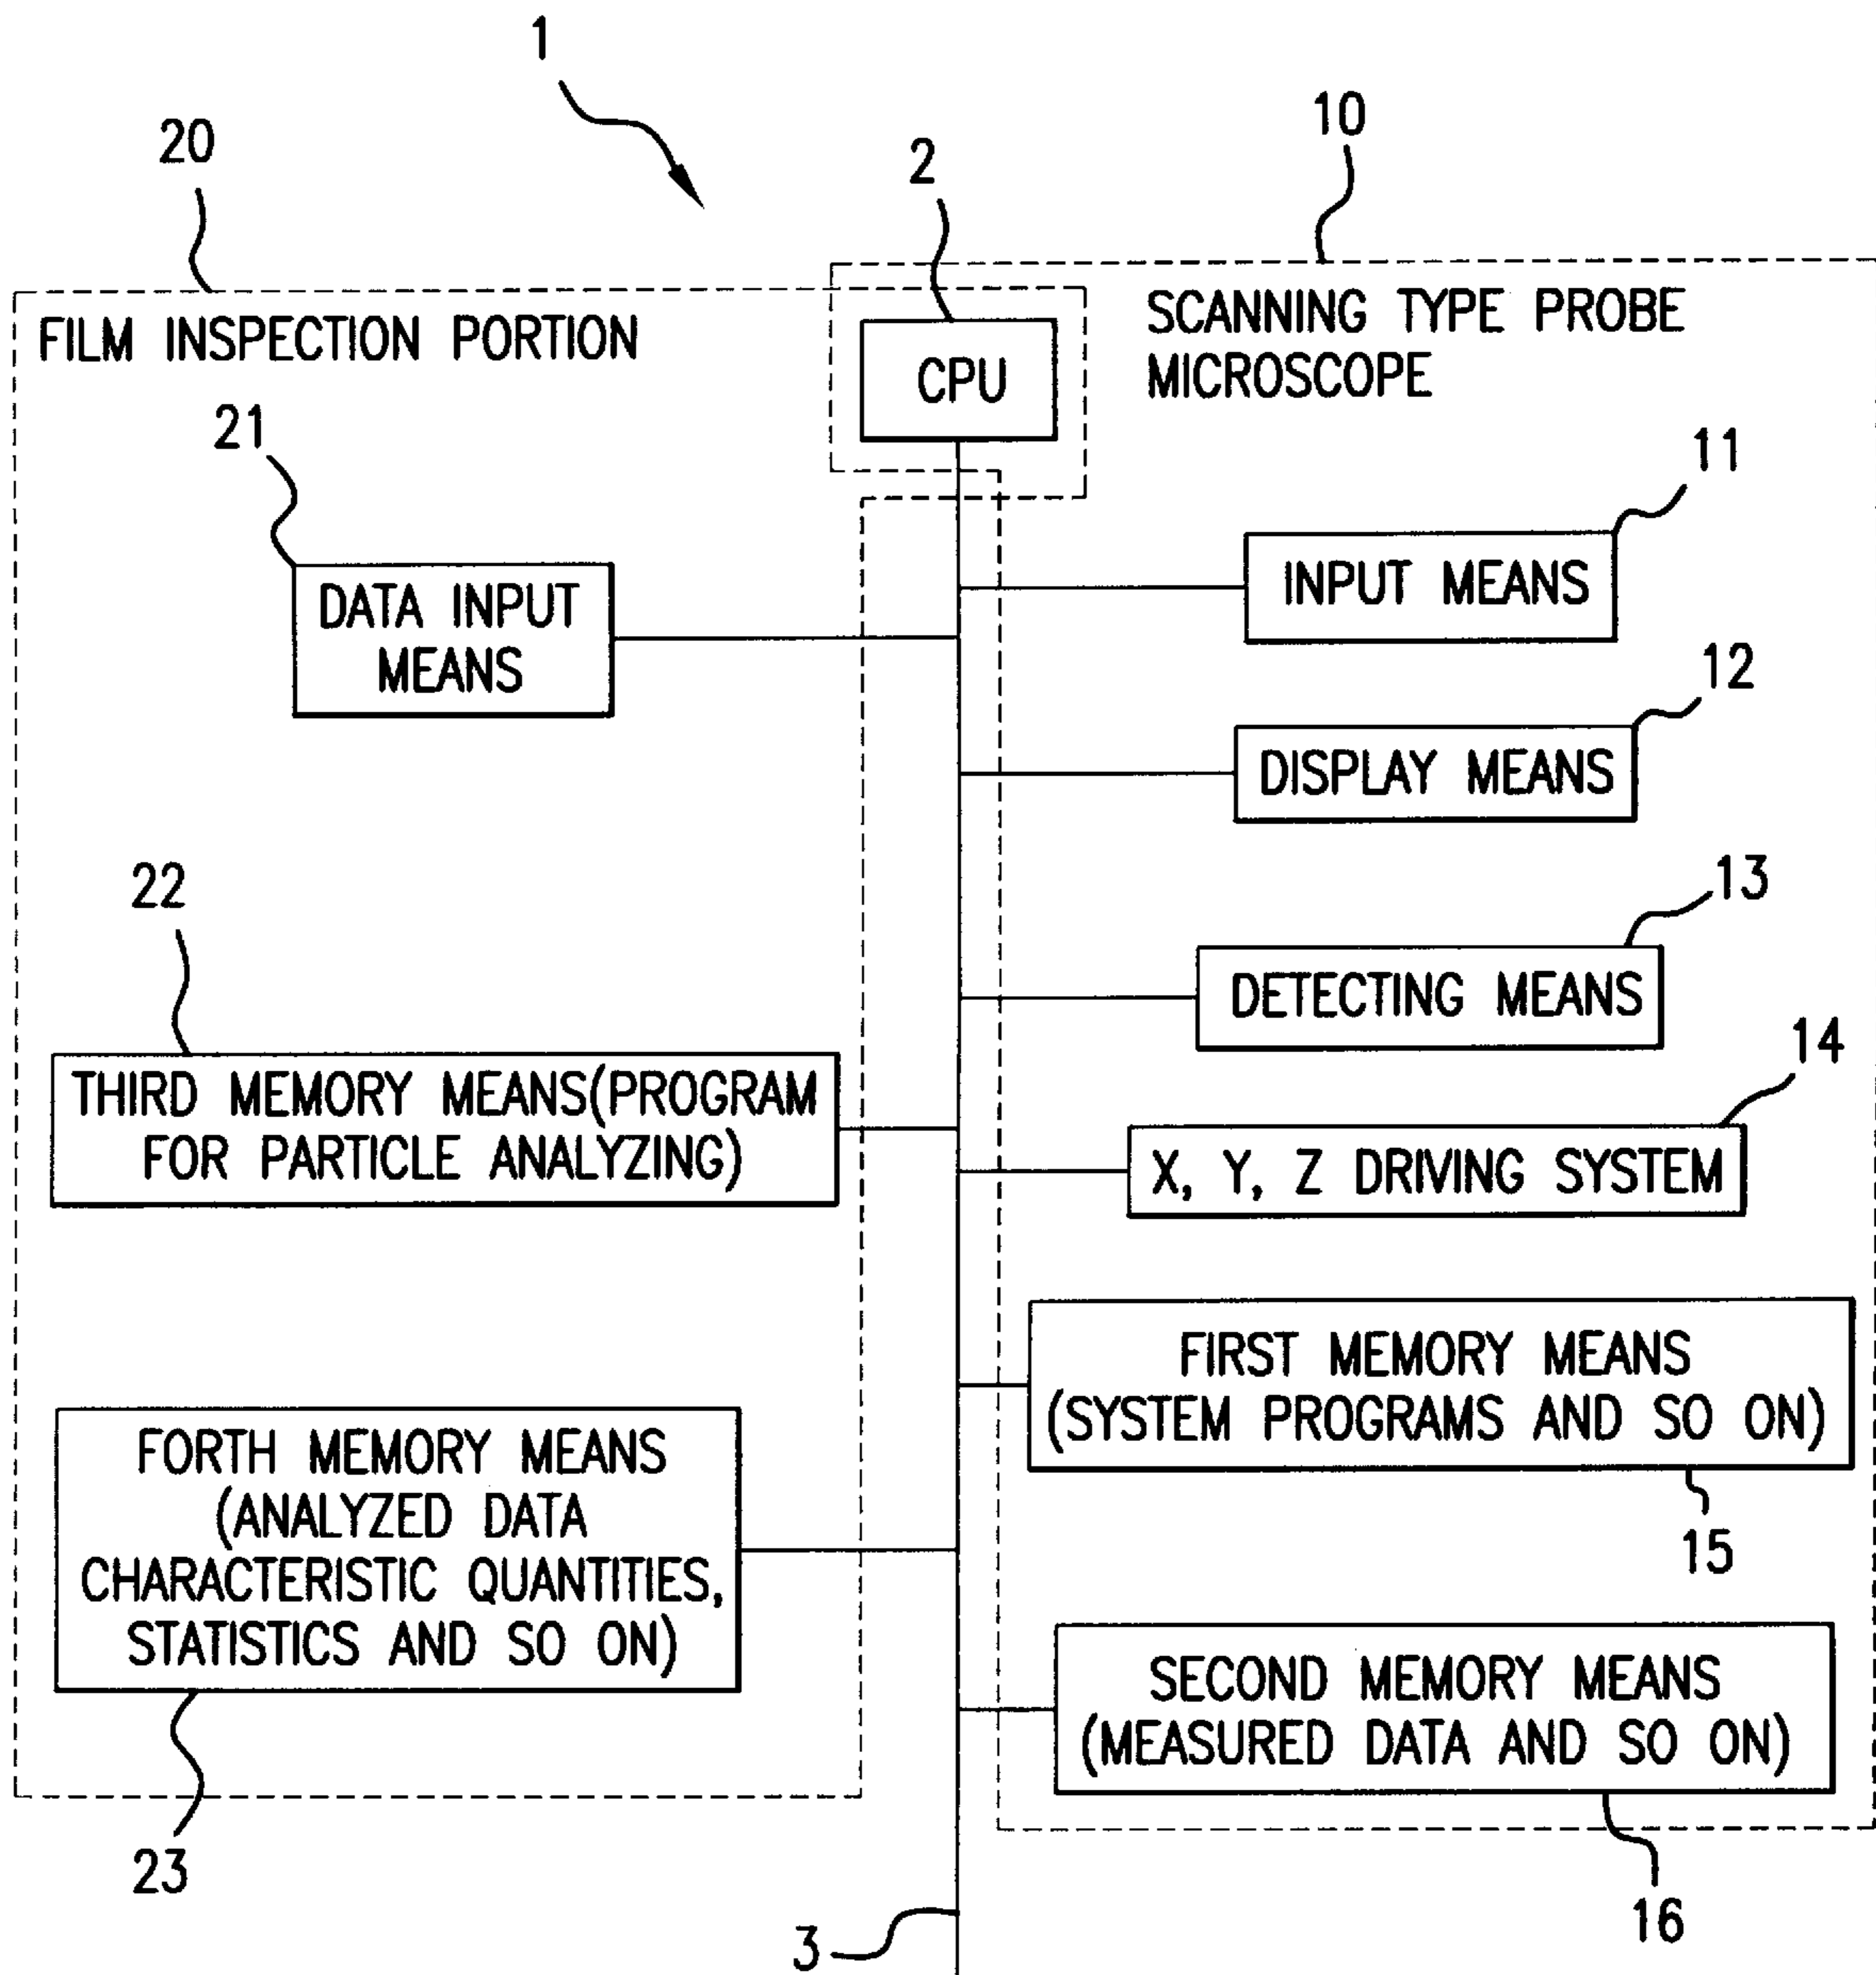 1
20
2
10
FILM INSPECTION PORTION
CPU
SCANNING TYPE PROBE
MICROSCOPE
21
11
DATA INPUT
MEANS
INPUT MEANS
12
DISPLAY MEANS
22
13
DETECTING MEANS
14
THIRD MEMORY MEANS(PROGRAM
FOR PARTICLE ANALYZING)
X, Y, Z DRIVING SYSTEM
FIRST MEMORY MEANS
(SYSTEM PROGRAMS AND SO ON)
15
FORTH MEMORY MEANS
(ANALYZED DATA
CHARACTERISTIC QUANTITIES,
STATISTICS AND SO ON)
23
SECOND MEMORY MEANS
(MEASURED DATA AND SO ON)
16
3